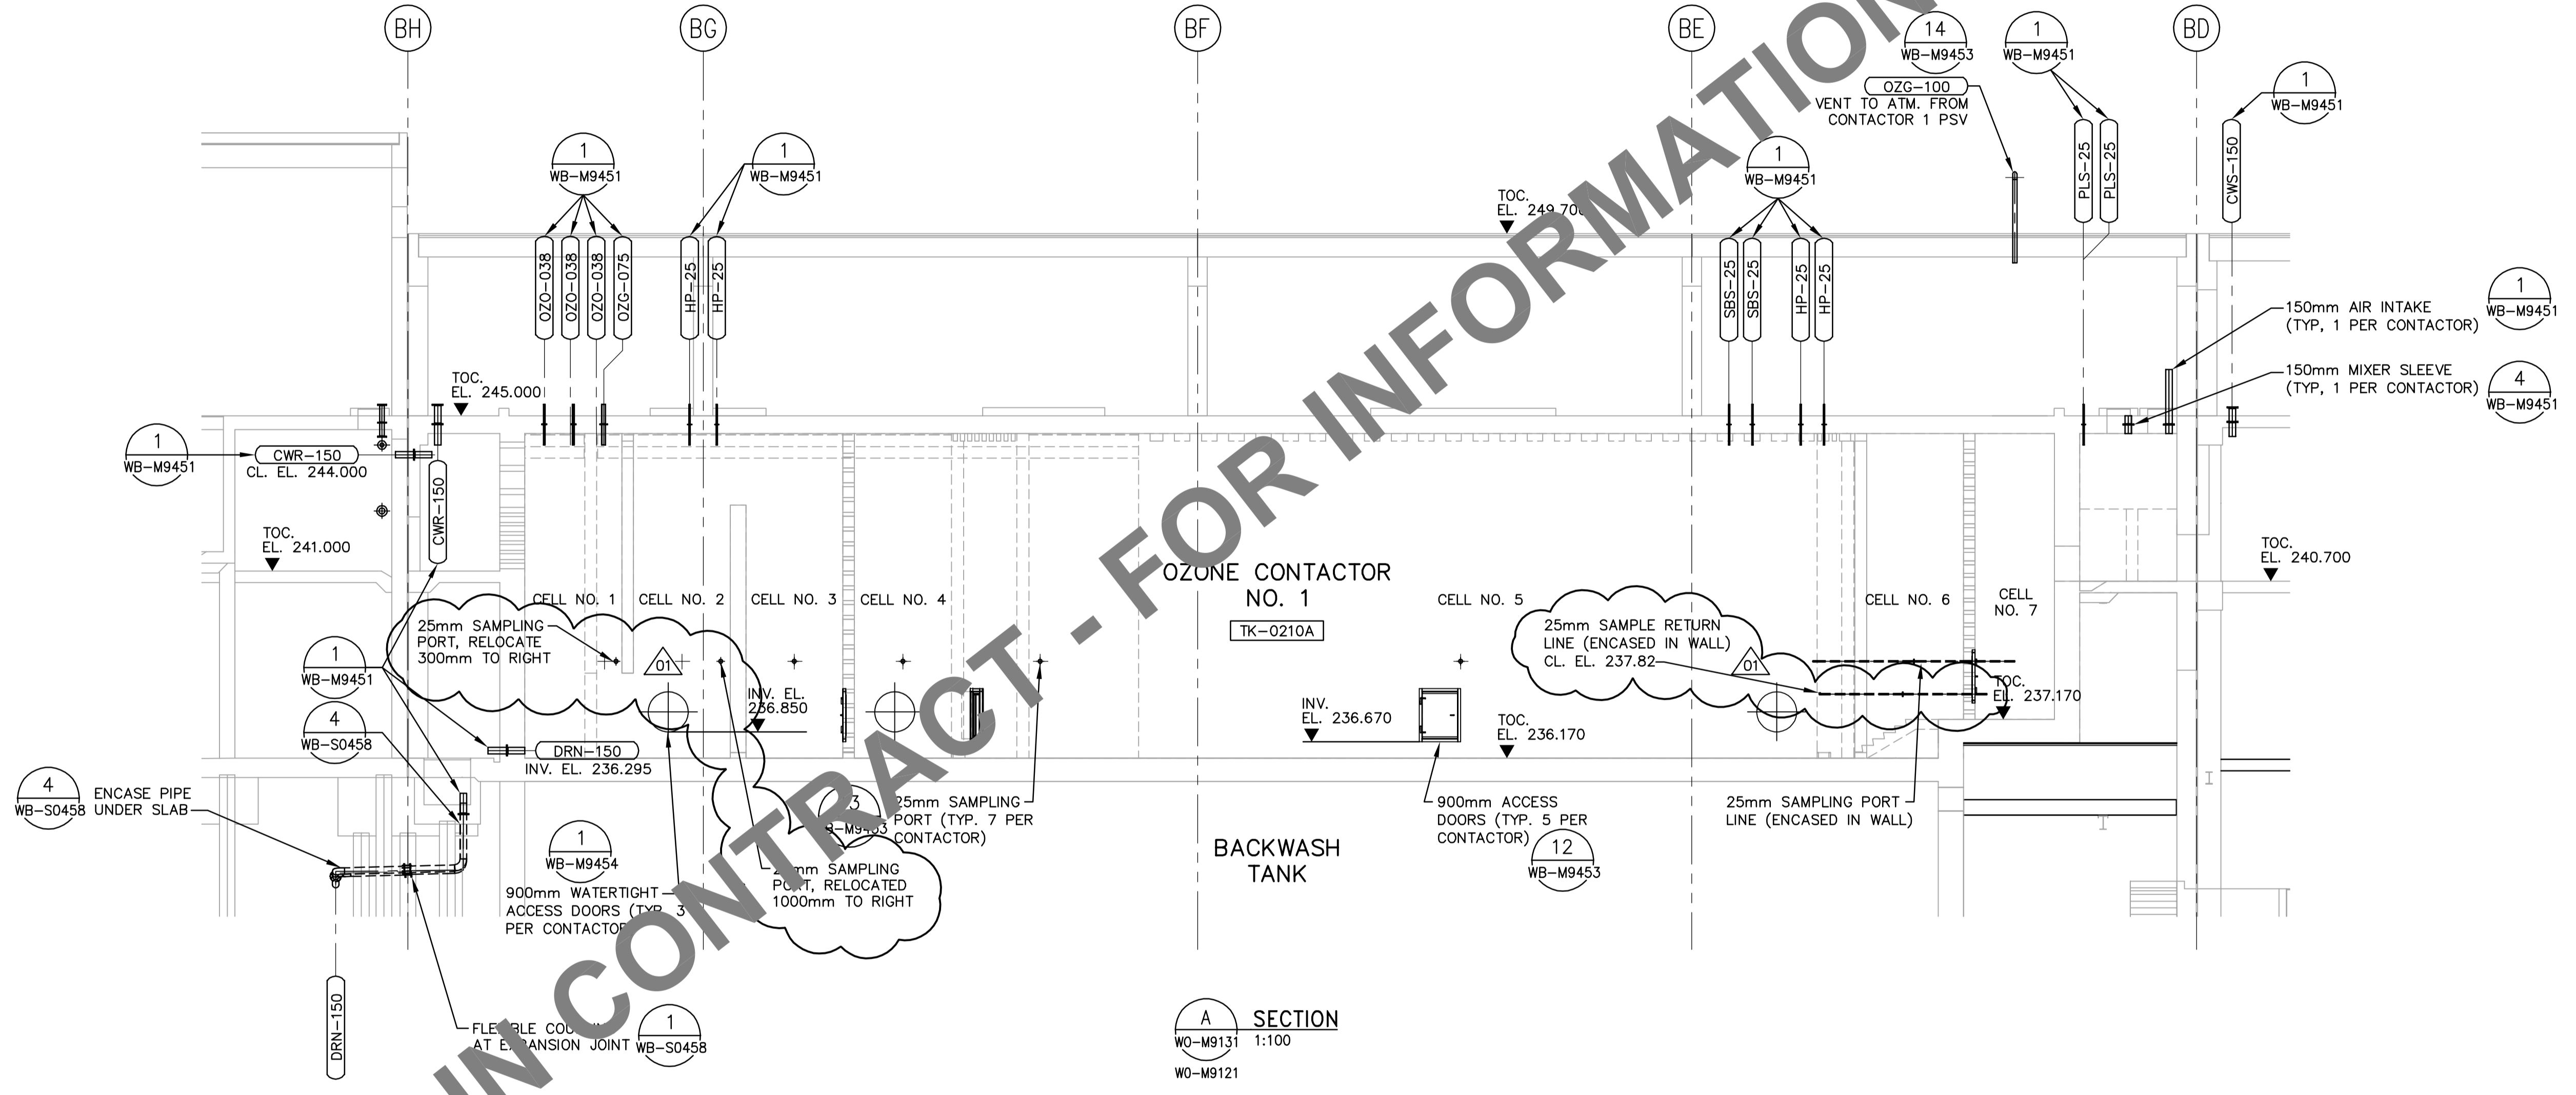 BH
BG
BF
BE
BD
14
WB-M9453
OZG-100
VENT TO ATM. FROM
CONTACTOR 1 PSV
1
WB-M9451
PLS-25
PLS-25
1
WB-M9451
CWS-150
1
WB-M9451
OZO-038
OZO-038
OZO-038
OZG-075
1
WB-M9451
HP-25
HP-25
1
WB-M9451
SBS-25
SBS-25
HP-25
HP-25
TOC.
EL. 249.700
150mm AIR INTAKE
(TYP, 1 PER CONTACTOR)
1
WB-M9451
150mm MIXER SLEEVE
(TYP, 1 PER CONTACTOR)
4
WB-M9451
TOC.
EL. 245.000
1
WB-M9451
CWR-150
CL. EL. 244.000
CWR-150
TOC.
EL. 241.000
TOC.
EL. 240.700
OZONE CONTACTOR
NO. 1
TK-0210A
CELL NO. 1
CELL NO. 2
CELL NO. 3
CELL NO. 4
CELL NO. 5
CELL NO. 6
CELL
NO. 7
25mm SAMPLING
PORT, RELOCATE
300mm TO RIGHT
01
25mm SAMPLE RETURN
LINE (ENCASED IN WALL)
CL. EL. 237.82
01
1
WB-M9451
4
WB-S0458
INV. EL.
236.850
INV.
EL. 236.670
TOC.
EL. 236.170
TOC.
EL. 237.170
DRN-150
INV. EL. 236.295
4
WB-S0458
ENCASE PIPE
UNDER SLAB
1
WB-M9454
900mm WATERTIGHT
ACCESS DOORS (TYP. 3
PER CONTACTOR
25mm SAMPLING
PORT (TYP. 7 PER
CONTACTOR)
SAMPLING
PORT, RELOCATED
1000mm TO RIGHT
900mm ACCESS
DOORS (TYP. 5 PER
CONTACTOR)
12
WB-M9453
25mm SAMPLING PORT
LINE (ENCASED IN WALL)
BACKWASH
TANK
DRN-150
AT EXPANSION JOINT
1
WB-S0458
A
WO-M9131
SECTION
1:100
WO-M9121
IN CONTRACT - FOR INFORMATION